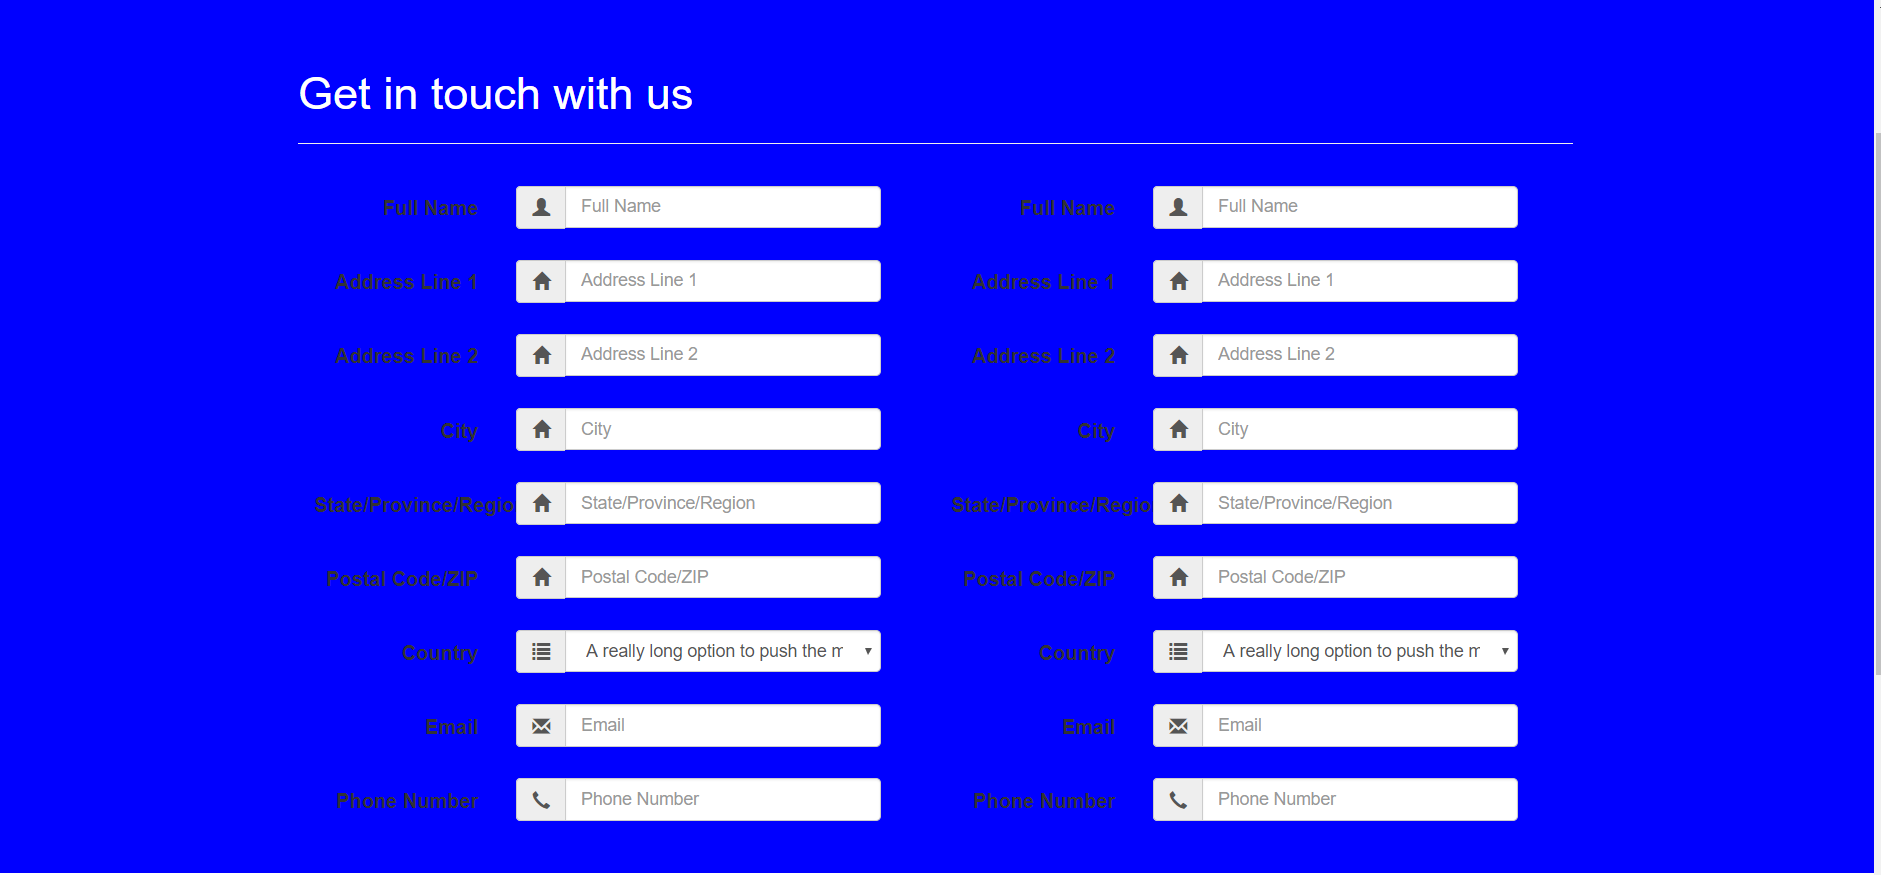 Get in touch with us
Full Name Full Name Full Name Full Name
Address Line 1 Address Line 1 Address Line 1 Address Line 1
Address Line 2 Address Line 2 Address Line 2 Address Line 2
City City City City
State/Province/Regio State/Province/Region State/Province/Regio State/Province/Region
Postal Code/ZIP Postal Code/ZIP Postal Code/ZIP Postal Code/ZIP
Country A really long option to push the m Country A really long option to push the m
Email Email Email Email
Phone Number Phone Number Phone Number Phone Number